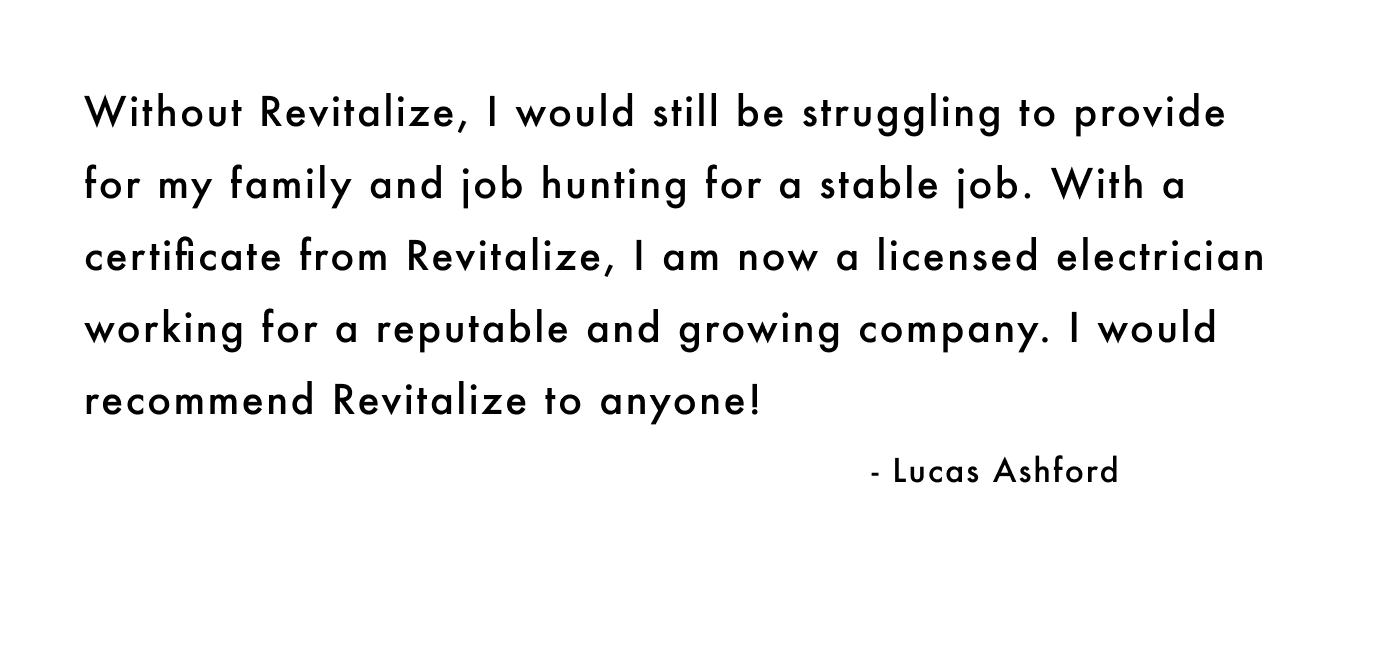 Without Revitalize, I would still be struggling to provide
for my family and job hunting for a stable job. With a
certificate from Revitalize, I am now a licensed electrician
working for a reputable and growing company. I would
recommend Revitalize to anyone!
- Lucas Ashford